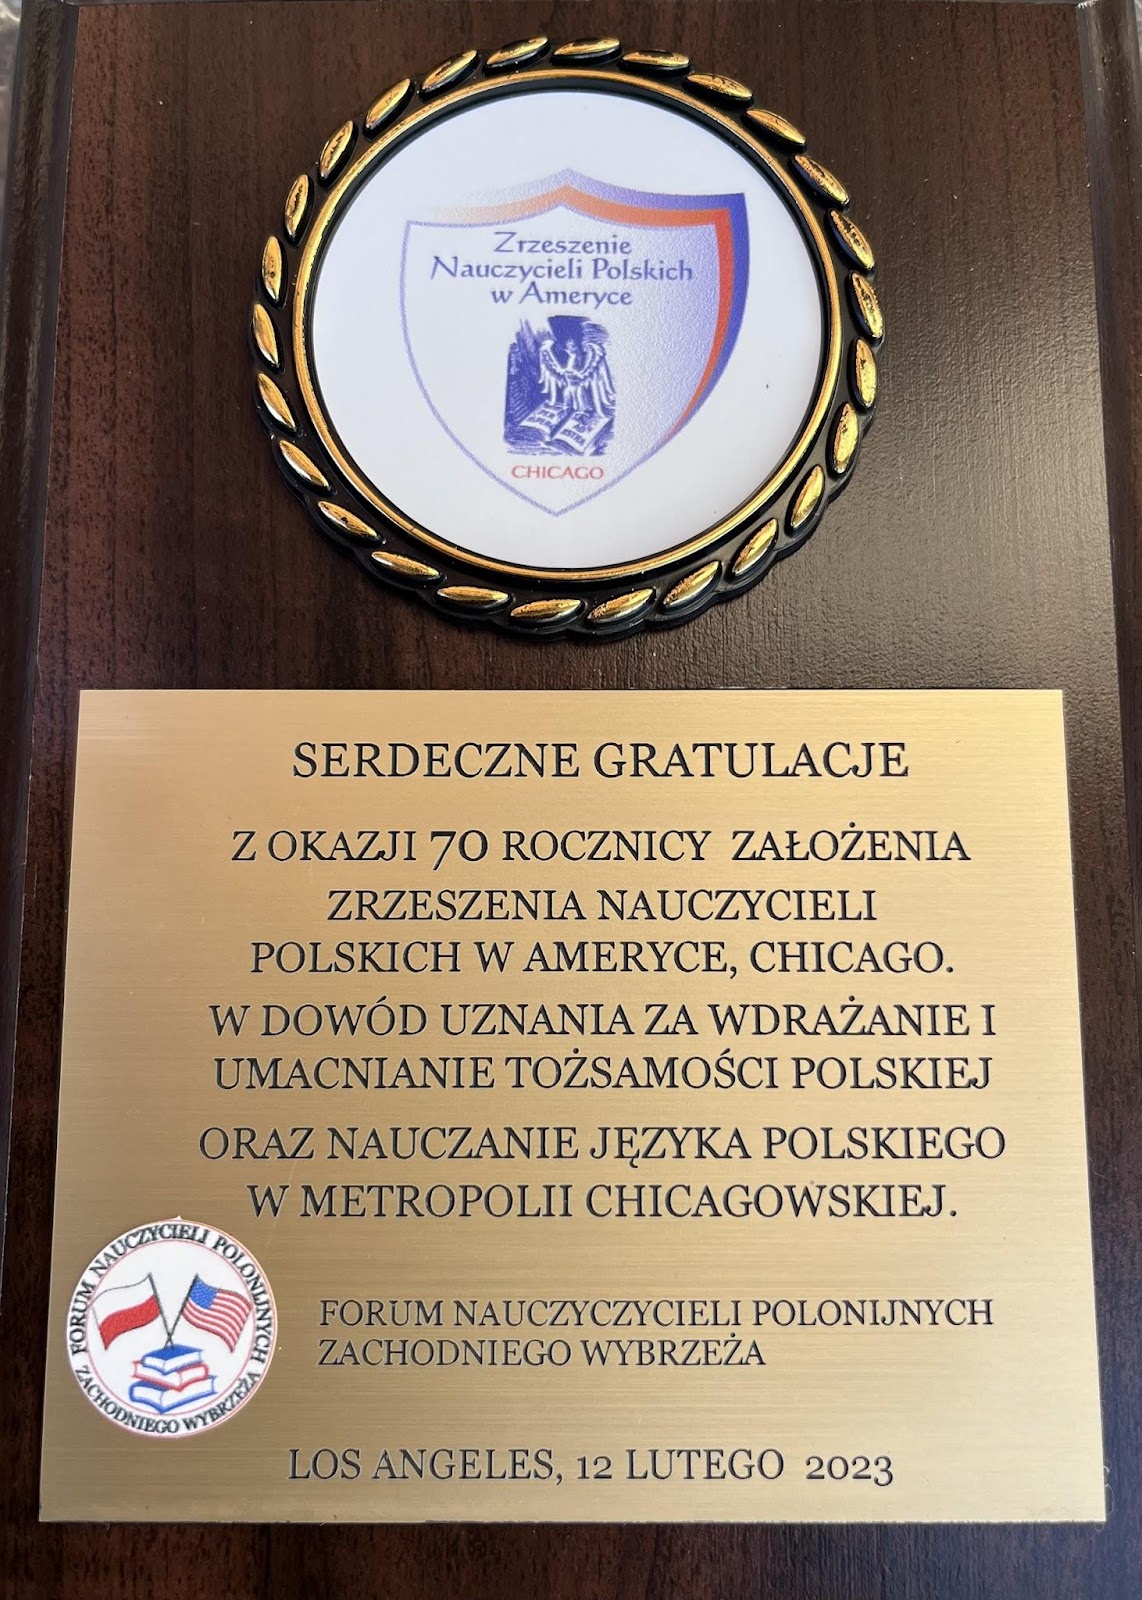 Zrzeszenie
Nauczycieli Polskich
w Ameryce
CHICAGO
SERDECZNE GRATULACJE
Z OKAZJI 70 ROCZNICY ZAŁOŻENIA
ZRZESZENIA NAUCZYCIELI
POLSKICH W AMERYCE, CHICAGO.
W DOWÓD UZNANIA ZA WDRAŻANIE I
UMACNIANIE TOŻSAMOŚCI POLSKIEJ
ORAZ NAUCZANIE JĘZYKA POLSKIEGO
W METROPOLII CHICAGOWSKIEJ.
FORUM NAUCZYCIELI POLONIJNYCH
ZACHODNIEGO WYBRZEŻA
FORUM NAUCZYCZYCIELI POLONIJNYCH
ZACHODNIEGO WYBRZEŻA
LOS ANGELES, 12 LUTEGO 2023